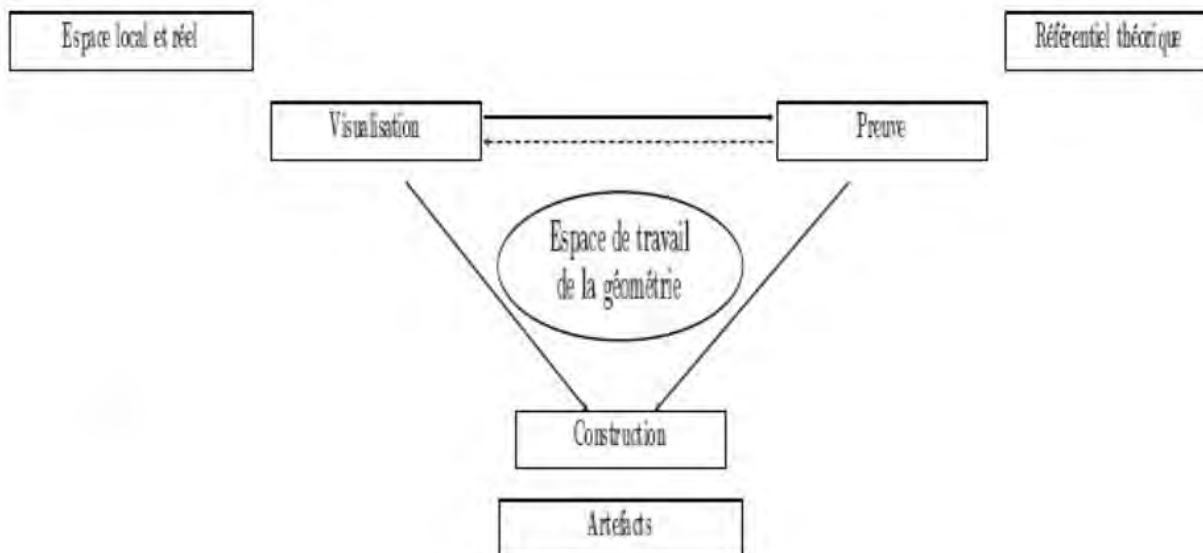 Espace local et réel
Référentiel théorique
Visualisation
Preuve
Espace de travail
de la géométrie
Construction
Artefacts